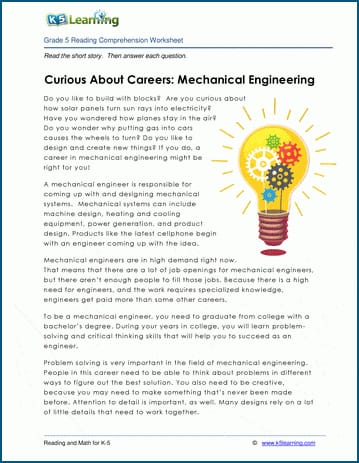 K5 Learning
Grade 5 Reading Comprehension Worksheet
Read the short story. Then answer each question.
Curious About Careers: Mechanical Engineering
Do you like to build with blocks? Are you curious about
how solar panels turn sun rays into electricity?
Have you wondered how planes stay in the air?
Do you wonder why putting gas into cars
causes the wheels to turn? Do you like to
design and create new things? If you do, a
career in mechanical engineering might be
right for you!
A mechanical engineer is responsible for
coming up with and designing mechanical
systems. Mechanical systems can include
machine design, heating and cooling
equipment, power generation, and product
design. Products like the latest cellphone begin
with an engineer coming up with the idea.
Mechanical engineers are in high demand right now.
That means that there are a lot of job openings for mechanical engineers,
but there aren't enough people to fill those jobs. Because there is a high
need for engineers, and the work requires specialized knowledge,
engineers get paid more than some other careers.
To be a mechanical engineer, you need to graduate from college with a
bachelor's degree. During your years in college, you will learn problem-
solving and critical thinking skills that will help you to succeed as an
engineer.
Problem solving is very important in the field of mechanical engineering.
People in this career need to be able to think about problems in different
ways to figure out the best solution. You also need to be creative,
because you may need to make something that's never been made
before. Attention to detail is important, as well. Many designs rely on a lot
of little details that need to work together.
Reading and Math for K-5
© www.k5learning.com